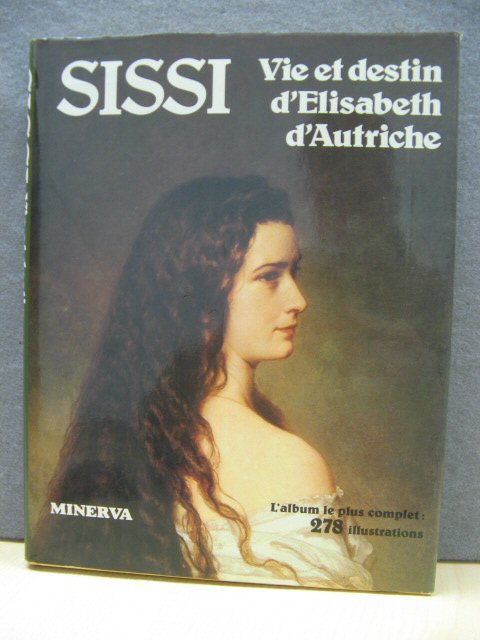 SISSI
Vie et destin
d'Elisabeth
d'Autriche
MINERVA
L'album le plus complet :
278 illustrations